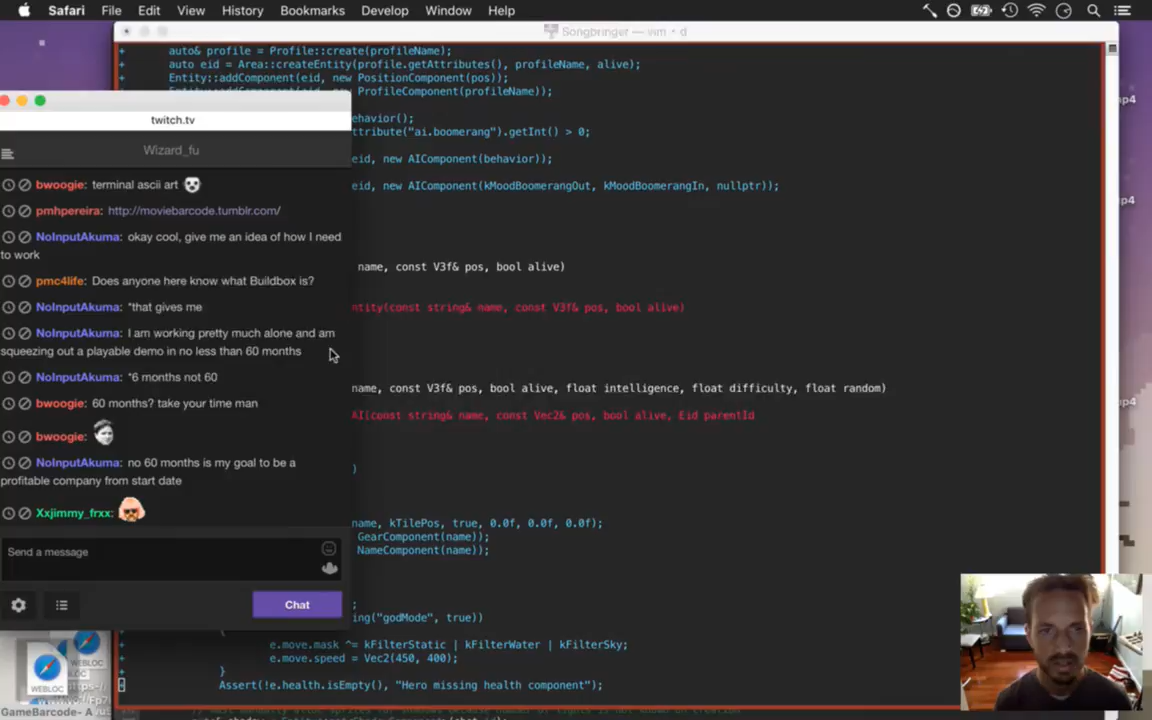 Safari File Edit View History Bookmarks Develop Window Help
Songbringer — vim • d
+ auto& profile = Profile::create(profileName);
+ auto eid = Area::createEntity(profile.getAttributes(), profileName, alive);
+ Entity::addComponent(eid, new PositionComponent(pos));
ProfileComponent(profileName));
twitch.tv
ehavior();
ttribute("ai.boomerang").getInt() > 0;
Wizard_fu
eid, new AIComponent(behavior));
bwoogie: terminal ascii art
eid, new AIComponent(kMoodBoomerangOut, kMoodBoomerangIn, nullptr));
pmhpereira: http://moviebarcode.tumblr.com/
NoInputAkuma: okay cool, give me an idea of how I need
to work
name, const V3f& pos, bool alive)
pmc4life: Does anyone here know what Buildbox is?
NoInputAkuma: *that gives me
ntity(const string& name, const V3f& pos, bool alive)
NoInputAkuma: I am working pretty much alone and am
squeezing out a playable demo in no less than 60 months
NoInputAkuma: *6 months not 60
name, const V3f& pos, bool alive, float intelligence, float difficulty, float random)
bwoogie: 60 months? take your time man
AI(const string& name, const Vec2& pos, bool alive, Eid parentId
bwoogie:
NoInputAkuma: no 60 months is my goal to be a
profitable company from start date
)
Xxjimmy_frxx:
name, kTilePos, true, 0.0f, 0.0f, 0.0f);
GearComponent(name));
NameComponent(name));
Send a message
Chat
;
ing("godMode", true))
+ {
+ e.move.mask ^= kFilterStatic | kFilterWater | kFilterSky;
+ e.move.speed = Vec2(450, 400);
+ }
+ Assert(!e.health.isEmpty(), "Hero missing health component");
WEBLOC
WEBLOC
GameBarcode- A
mp4
mp4
mp4